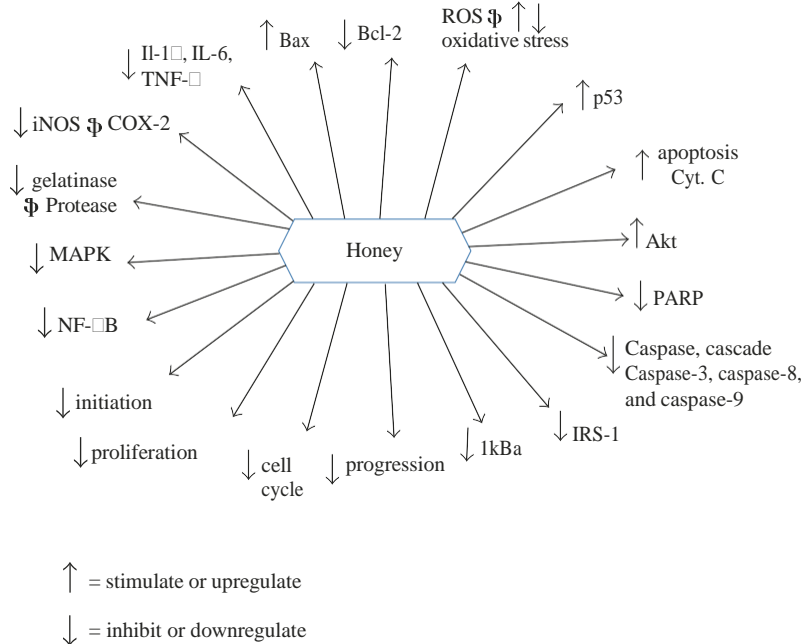 ROS ֆ ↑↓
oxidative stress
↑ Bax
↓ Bcl-2
↓ Il-1□, IL-6,
TNF-□
↑ p53
↓ iNOS ֆ COX-2
↑ apoptosis
Cyt. C
↓ gelatinase
ֆ Protease
Honey
↑ Akt
↓ MAPK
↓ PARP
↓ NF-□B
↓ Caspase, cascade
Caspase-3, caspase-8,
and caspase-9
↓ initiation
↓ IRS-1
↓ proliferation
↓ 1kBa
↓ cell
cycle
↓ progression
↑ = stimulate or upregulate
↓ = inhibit or downregulate